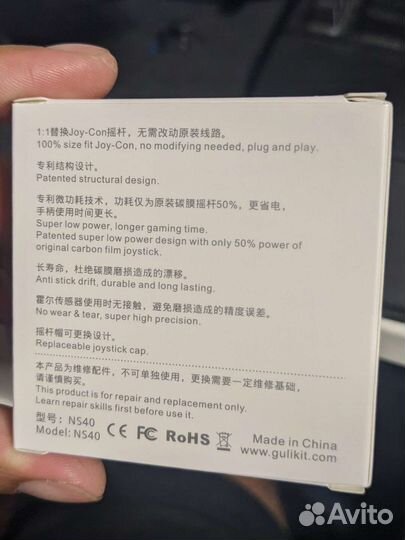 1:1替换Joy-Con摇杆，无需改动原装线路。
100% size fit Joy-Con, no modifying needed, plug and play.
专利结构设计。
Patented structural design.
专利微功耗技术，功耗仅为原装碳膜摇杆50%，更省电，
手柄使用时间更长。
Super low power, longer gaming time.
Patented super low power design with only 50% power of
original carbon film joystick.
长寿命，杜绝碳膜磨损造成的漂移。
Anti stick drift, durable and long lasting.
霍尔传感器使用时无接触，避免磨损造成的精度误差。
No wear & tear, super high precision.
摇杆帽可更换设计。
Replaceable joystick cap.
本产品为维修配件，不可单独使用，更换需要一定维修基础，
请谨慎购买。
This product is for repair and replacement only.
Learn repair skills first before use it.
型号：NS40
Model: NS40
CE FC RoHS
Made in China
www.gulikit.com
Avito